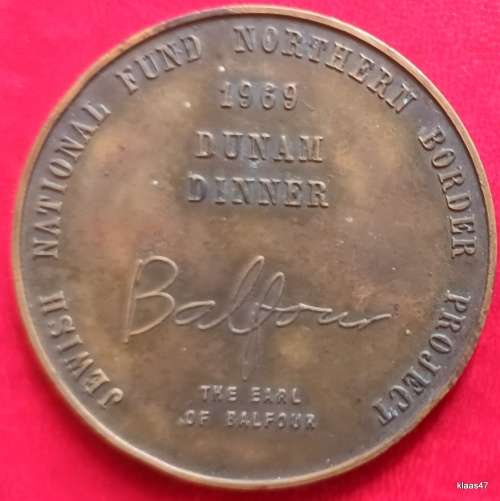 JEWISH NATIONAL FUND NORTHERN BORDER PROJECT
1969
DUNAM
DINNER
Balfour
THE EARL
OF BALFOUR
klaas47